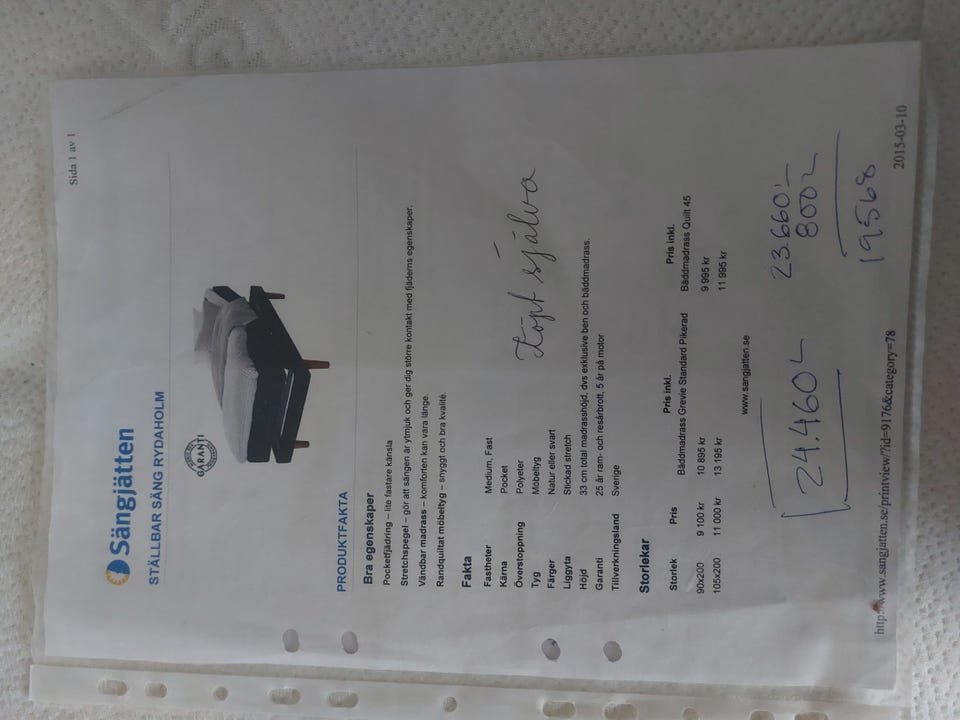 Sida 1 av 1
Sängjätten
STÄLLBAR SÄNG RYDAHOLM
GARANTI
PRODUKTFAKTA
Bra egenskaper
Pocketfjädring – lite fastare känsla
Stretchspegel – gör att sängen är ytmjuk och ger dig större kontakt med fjäderns egenskaper.
Vändbar madrass – komforten kan vara länge.
Randquiltat möbeltyg – snyggt och bra kvalité.
Fakta
Fastheter Medium, Fast
Kärna Pocket
Överstoppning Polyeter
Tyg Möbeltyg
Färger Natur eller svart
Liggyta Stickad stretch
Höjd 33 cm total madrasshöjd, dvs exklusive ben och bäddmadrass.
Garanti 25 år ram- och resårbrott, 5 år på motor
Tillverkningsland Sverige
köpt själva
Storlekar
Storlek Pris Pris inkl. Pris inkl.
Bäddmadrass Grevie Standard Pikerad Bäddmadrass Quilt 45
90x200 9 100 kr 10 895 kr 9 995 kr
105x200 11 000 kr 13 195 kr 11 995 kr
www.sangjatten.se
24.460:-
23.660:-
8002
19568
http://www.sangjatten.se/printview/?id=9176&category=78 2015-03-10